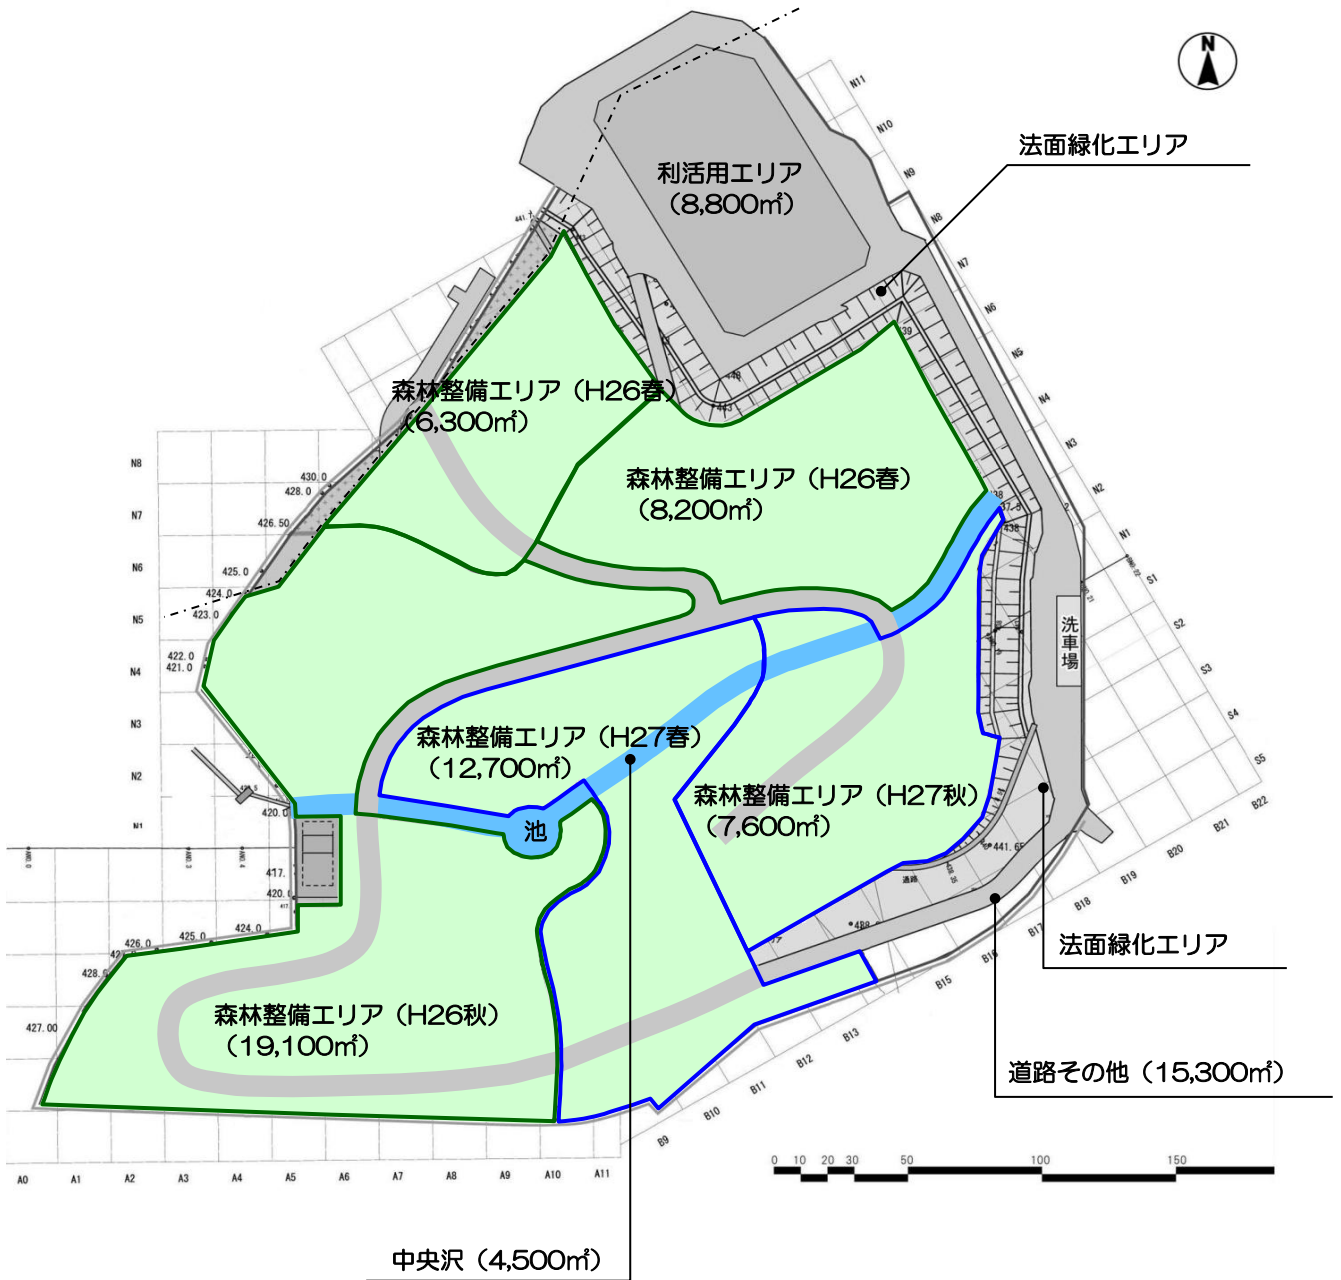 N
法面緑化エリア
利活用エリア
（8,800㎡）
N11
N10
N9
N8
N7
N6
N5
N4
N3
N2
N1
S1
S2
S3
S4
S5
森林整備エリア（H26春）
（6,300㎡）
森林整備エリア（H26春）
（8,200㎡）
N8
N7
N6
N5
N4
N3
N2
N1
430.0
428.0
426.50
425.0
424.0
423.0
422.0
421.0
420.0
洗車場
森林整備エリア（H27春）
（12,700㎡）
森林整備エリア（H27秋）
（7,600㎡）
池
417.
420.
424.0
425.0
426.0
428.
427.00
441.65
通路
B22
B21
B20
B19
B18
B17
B16
B15
B13
B12
B11
B10
B9
法面緑化エリア
森林整備エリア（H26秋）
（19,100㎡）
道路その他（15,300㎡）
0 10 20 30 50 100 150
A0 A1 A2 A3 A4 A5 A6 A7 A8 A9 A10 A11
中央沢（4,500㎡）